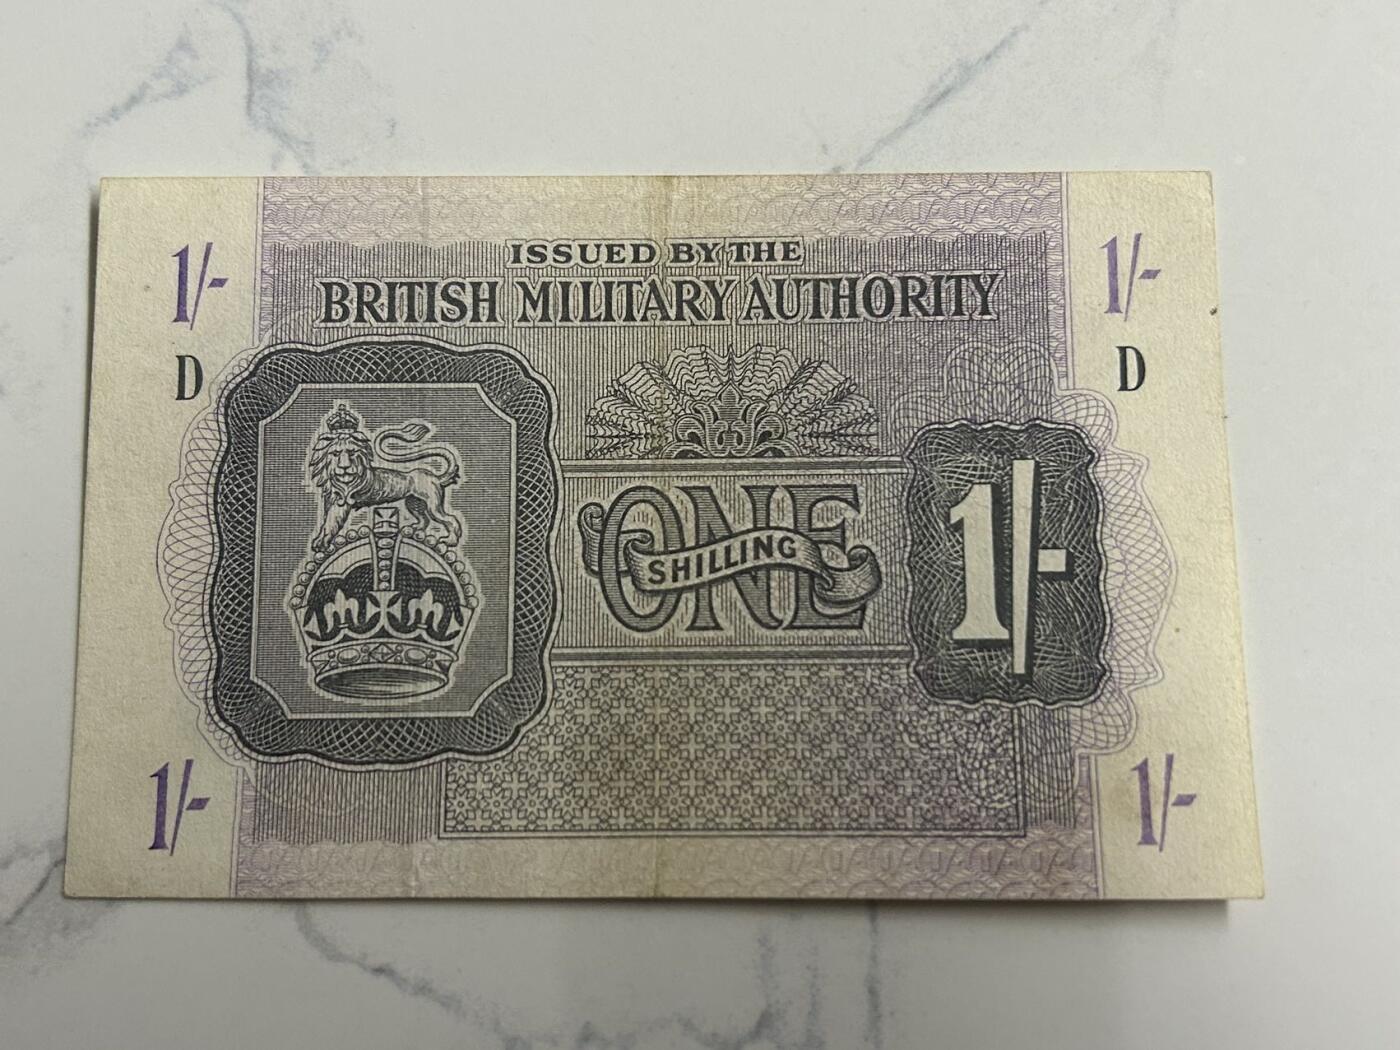 ISSUED BY THE
BRITISH MILITARY AUTHORITY
1/- 1/-
D D
ONE
SHILLING
1/-
1/- 1/-